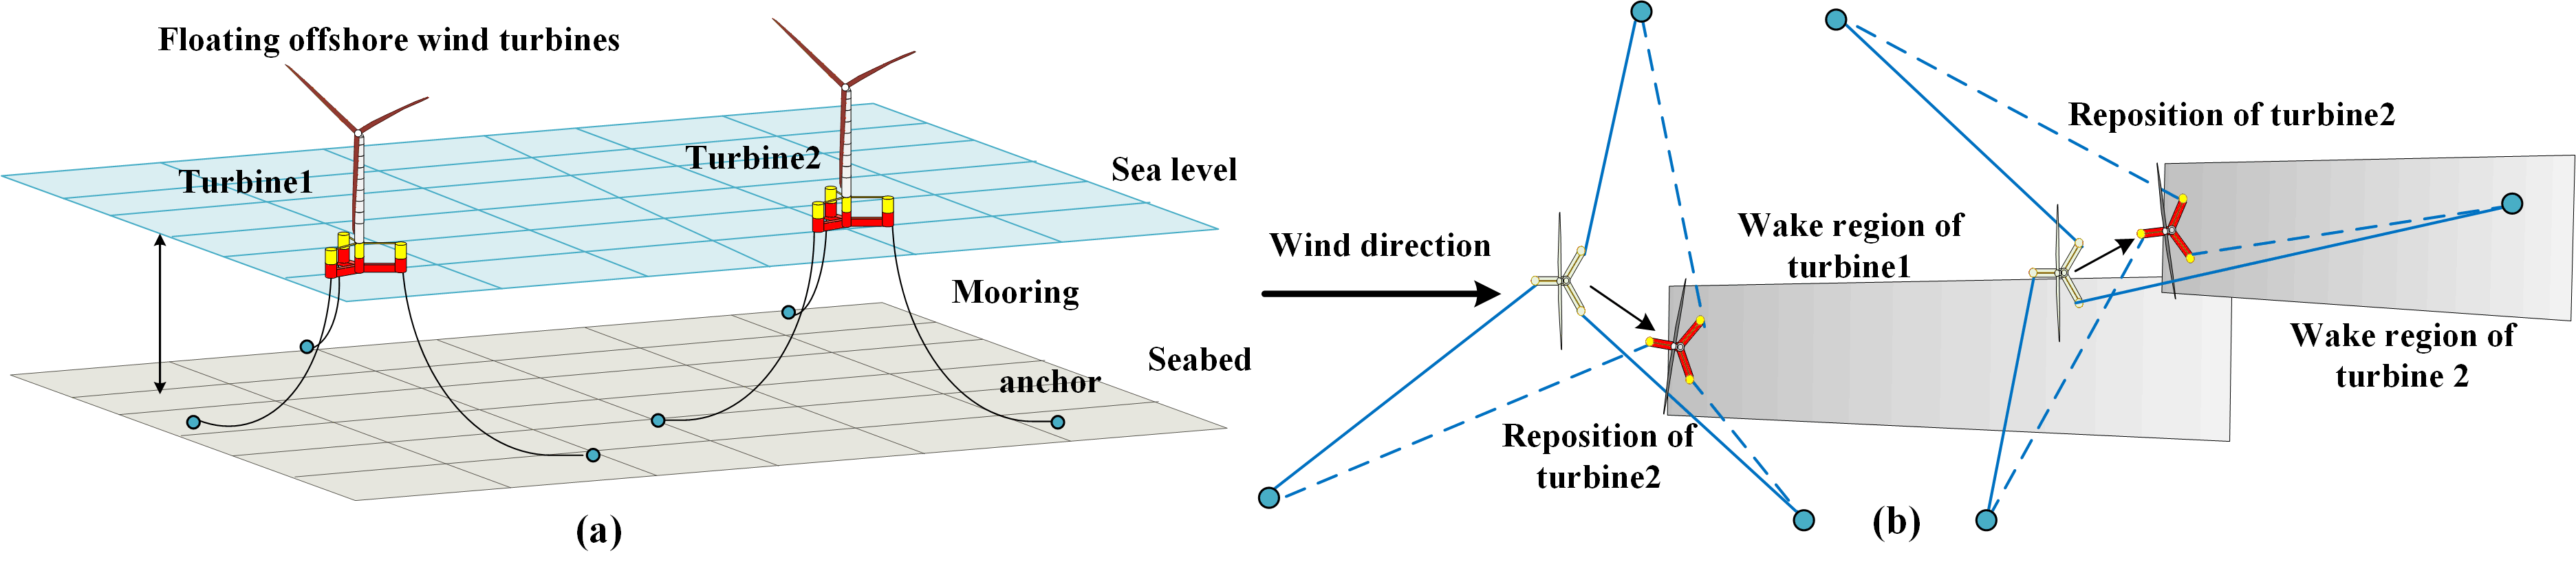 Floating offshore wind turbines
Turbine1
Turbine2
Sea level
Mooring
Seabed
anchor
(a)
Wind direction
Wake region of
turbine1
Reposition of turbine2
Reposition of
turbine2
Wake region of
turbine 2
(b)